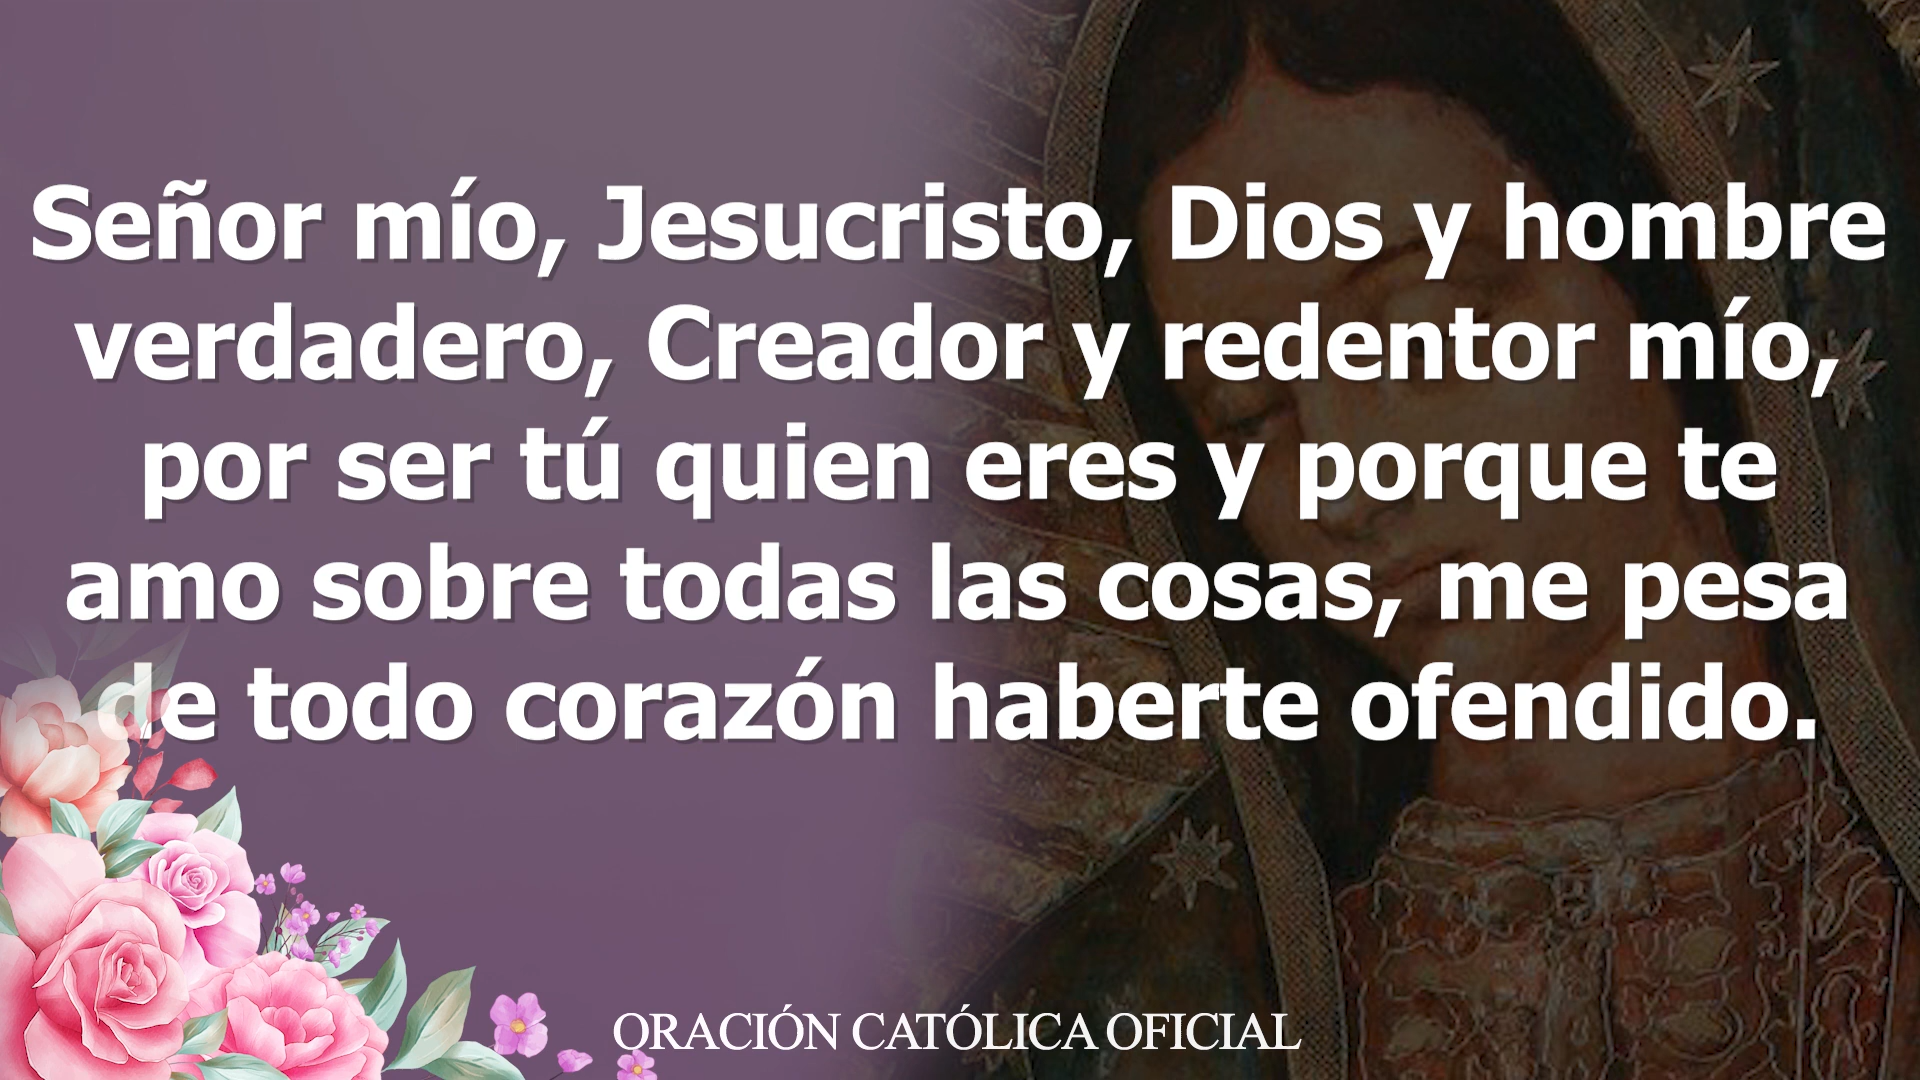 Señor mío, Jesucristo, Dios y hombre
verdadero, Creador y redentor mío,
por ser tú quien eres y porque te
amo sobre todas las cosas, me pesa
de todo corazón haberte ofendido.
ORACIÓN CATÓLICA OFICIAL